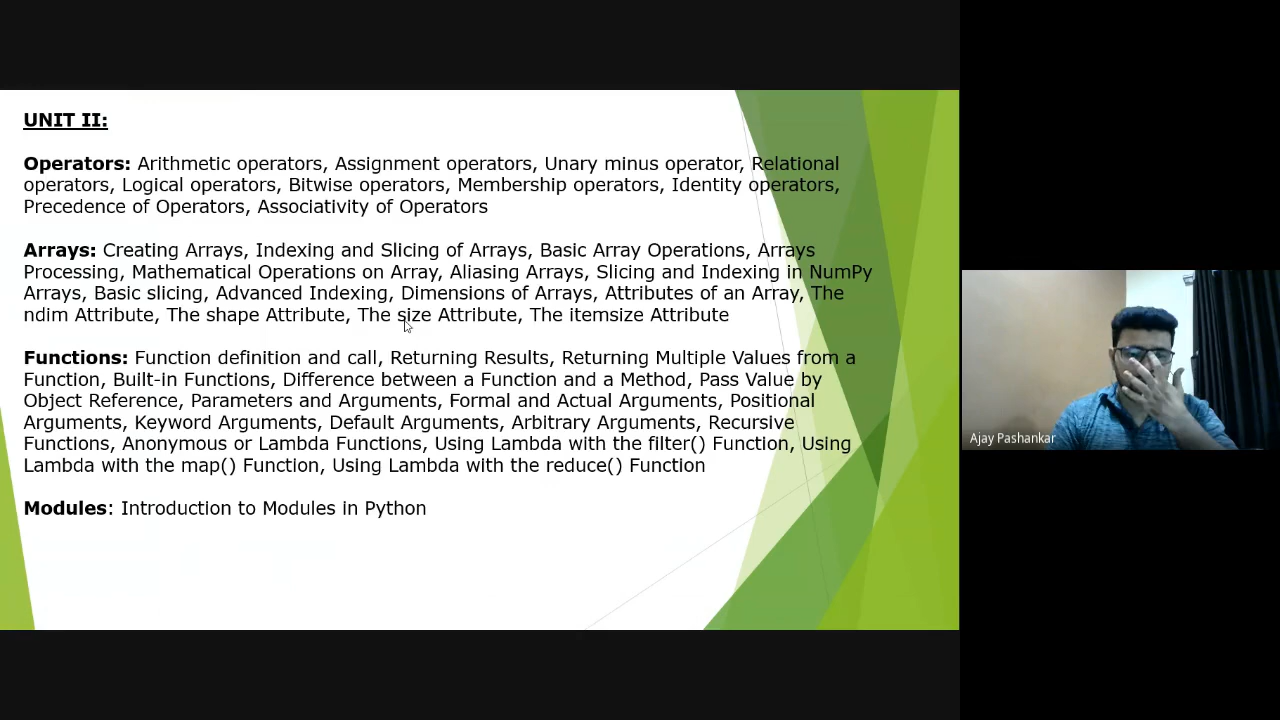 UNIT II:
Operators: Arithmetic operators, Assignment operators, Unary minus operator, Relational
operators, Logical operators, Bitwise operators, Membership operators, Identity operators,
Precedence of Operators, Associativity of Operators
Arrays: Creating Arrays, Indexing and Slicing of Arrays, Basic Array Operations, Arrays
Processing, Mathematical Operations on Array, Aliasing Arrays, Slicing and Indexing in NumPy
Arrays, Basic slicing, Advanced Indexing, Dimensions of Arrays, Attributes of an Array, The
ndim Attribute, The shape Attribute, The size Attribute, The itemsize Attribute
Functions: Function definition and call, Returning Results, Returning Multiple Values from a
Function, Built-in Functions, Difference between a Function and a Method, Pass Value by
Object Reference, Parameters and Arguments, Formal and Actual Arguments, Positional
Arguments, Keyword Arguments, Default Arguments, Arbitrary Arguments, Recursive
Functions, Anonymous or Lambda Functions, Using Lambda with the filter() Function, Using
Lambda with the map() Function, Using Lambda with the reduce() Function
Modules: Introduction to Modules in Python
Ajay Pashankar